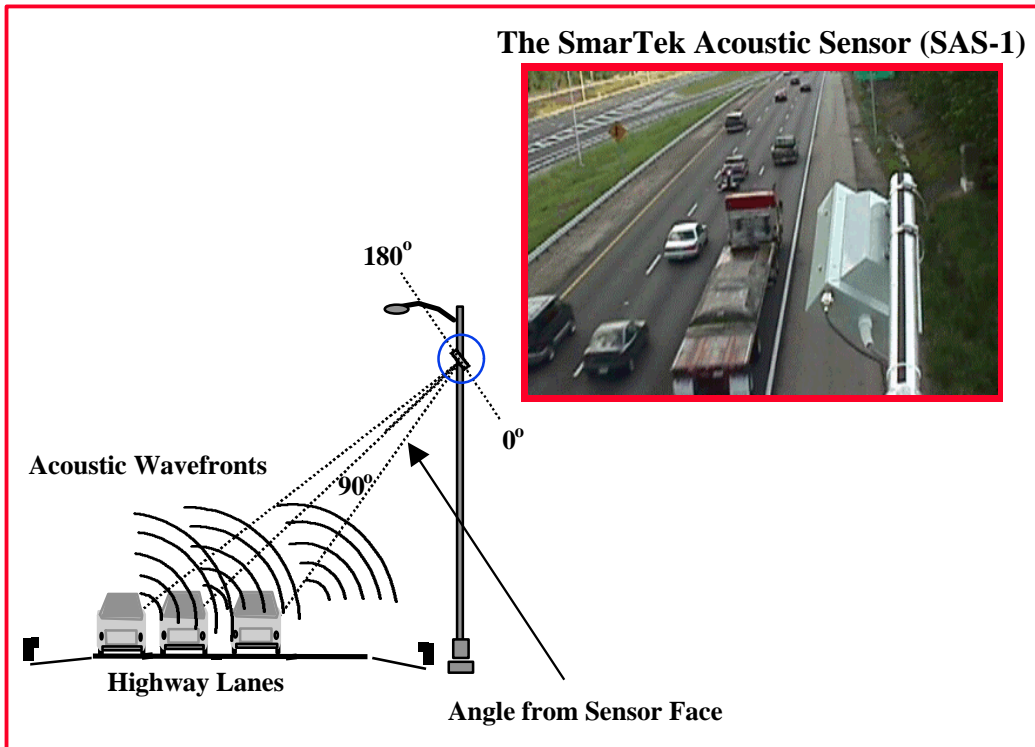 The SmarTek Acoustic Sensor (SAS-1)
180°
0°
Acoustic Wavefronts
90°
Highway Lanes
Angle from Sensor Face